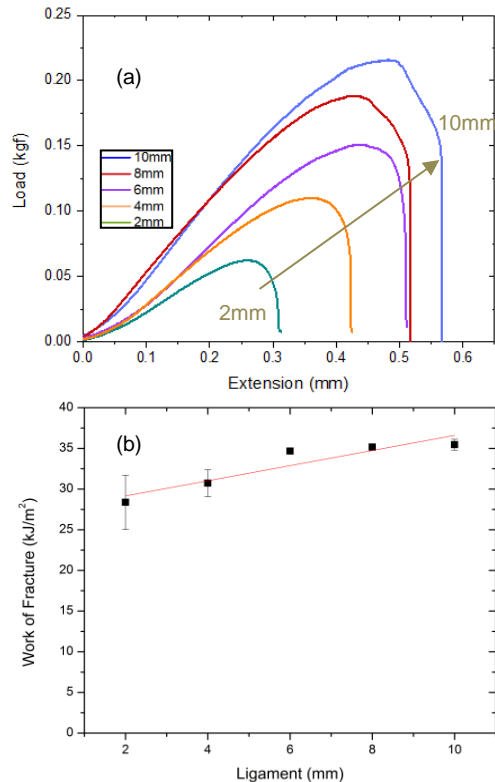 0.25
(a)
0.20
10mm
0.15
Load (kgf)
10mm
8mm
6mm
4mm
2mm
0.10
0.05
2mm
0.00
0.0 0.1 0.2 0.3 0.4 0.5 0.6
Extension (mm)
40
(b)
35
30
25
20
15
10
5
0
Work of Fracture (kJ/m²)
2 4 6 8 10
Ligament (mm)